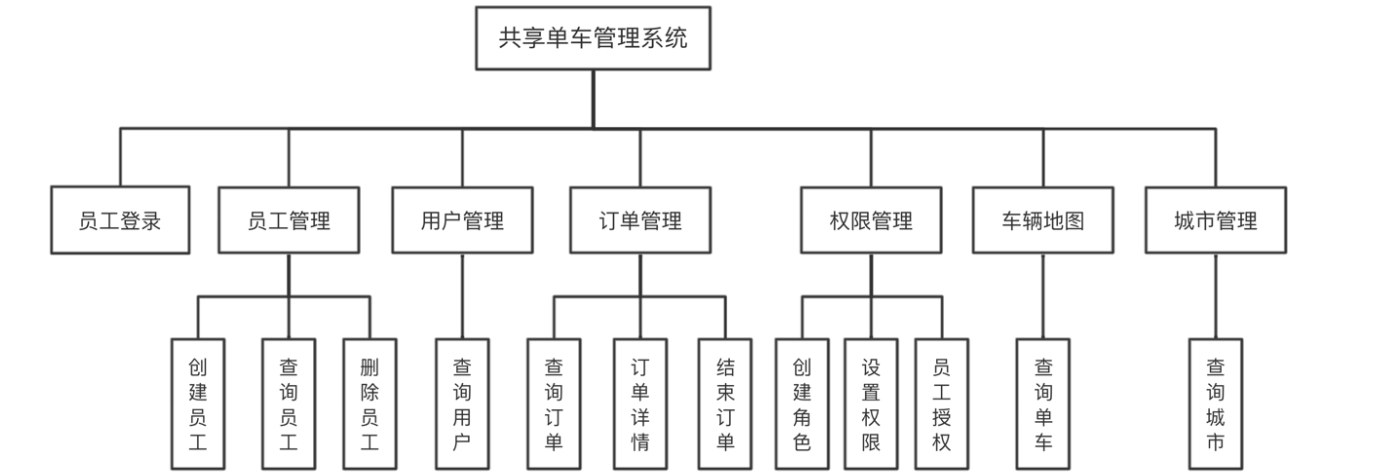 共享单车管理系统
员工登录
员工管理
用户管理
订单管理
权限管理
车辆地图
城市管理
创建员工
查询员工
删除员工
查询用户
查询订单
订单详情
结束订单
创建角色
设置权限
员工授权
查询单车
查询城市